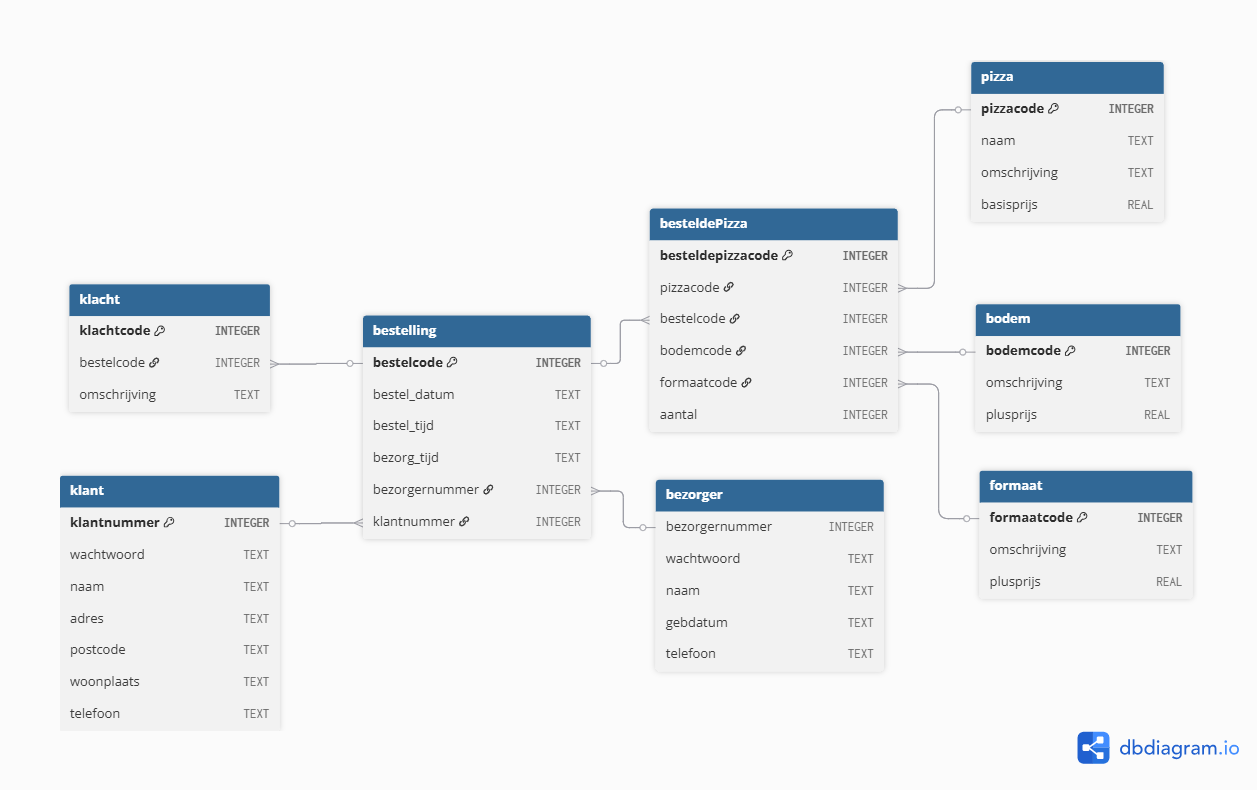 pizza
pizzacode INTEGER
naam TEXT
omschrijving TEXT
basisprijs REAL
besteldePizza
besteldepizzacode INTEGER
pizzacode INTEGER
bestelcode INTEGER
bodemcode INTEGER
formaatcode INTEGER
aantal INTEGER
klacht
klachtcode INTEGER
bestelcode INTEGER
omschrijving TEXT
bestelling
bestelcode INTEGER
bestel_datum TEXT
bestel_tijd TEXT
bezorg_tijd TEXT
bezorgernummer INTEGER
klantnummer INTEGER
bodem
bodemcode INTEGER
omschrijving TEXT
plusprijs REAL
klant
klantnummer INTEGER
wachtwoord TEXT
naam TEXT
adres TEXT
postcode TEXT
woonplaats TEXT
telefoon TEXT
bezorger
bezorgernummer INTEGER
wachtwoord TEXT
naam TEXT
gebdatum TEXT
telefoon TEXT
formaat
formaatcode INTEGER
omschrijving TEXT
plusprijs REAL
dbdiagram.io